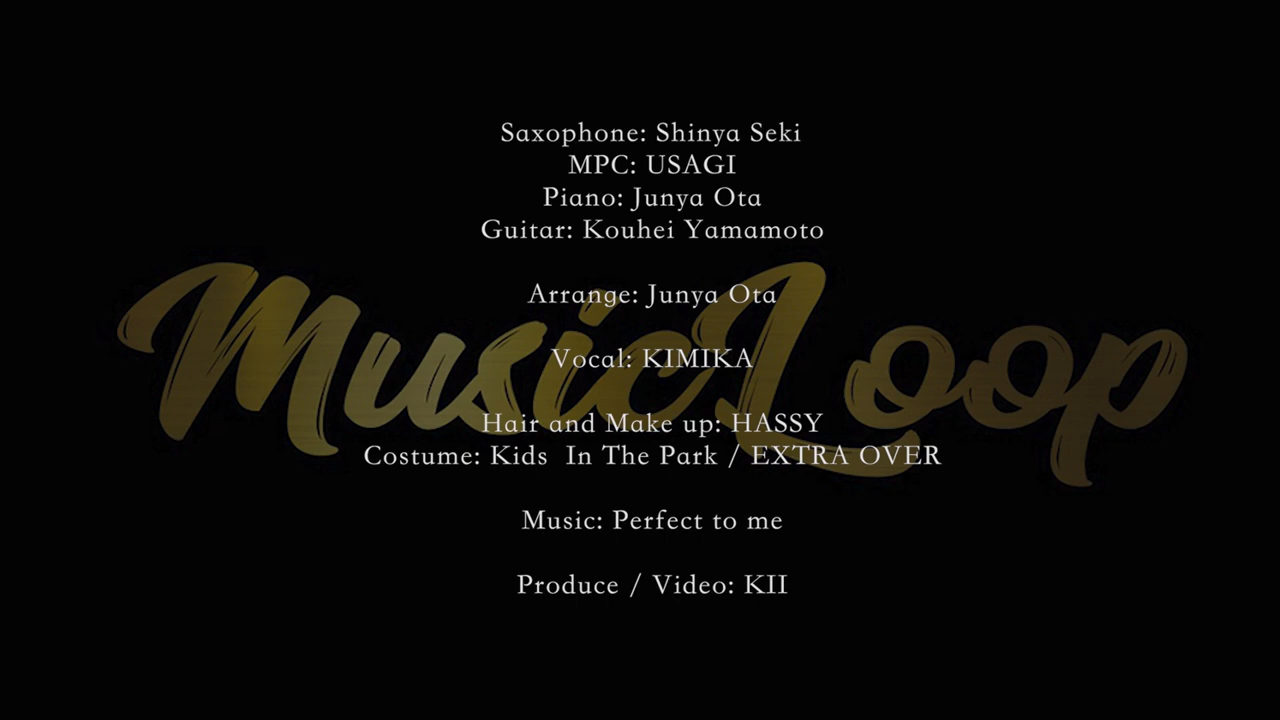 Saxophone: Shinya Seki
MPC: USAGI
Piano: Junya Ota
Guitar: Kouhei Yamamoto
Arrange: Junya Ota
MusicLoop
Vocal: KIMIKA
Hair and Make up: HASSY
Costume: Kids  In The Park / EXTRA OVER
Music: Perfect to me
Produce / Video: KII